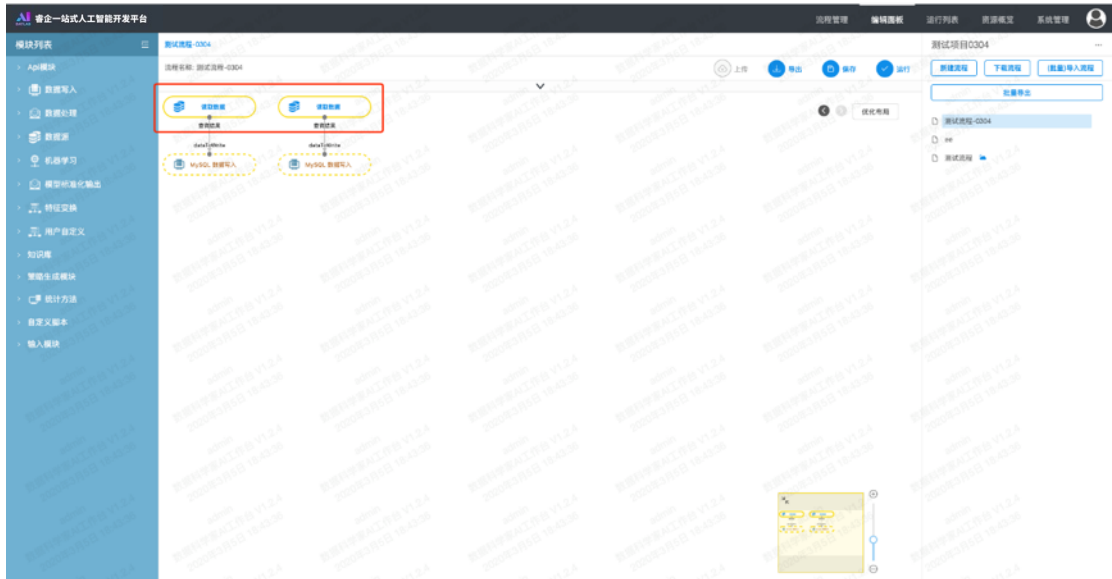 睿企一站式人工智能开发平台
流程管理 编辑面板 运行列表 资源概览 系统管理
模块列表
Api模块
数据写入
数据处理
数据源
机器学习
模型标准化输出
特征变换
用户自定义
知识库
智能生成模块
统计方法
自定义脚本
输入模块
测试流程-0304
流程名称: 测试流程-0304
上传 导出 保存 运行
优化布局
读取数据 读取数据
查询结果 查询结果
dataToWrite dataToWrite
MySQL 数据写入 MySQL 数据写入
测试项目0304
新建流程 下载流程 (批量)导入流程
批量导出
测试流程-0304
测试流程